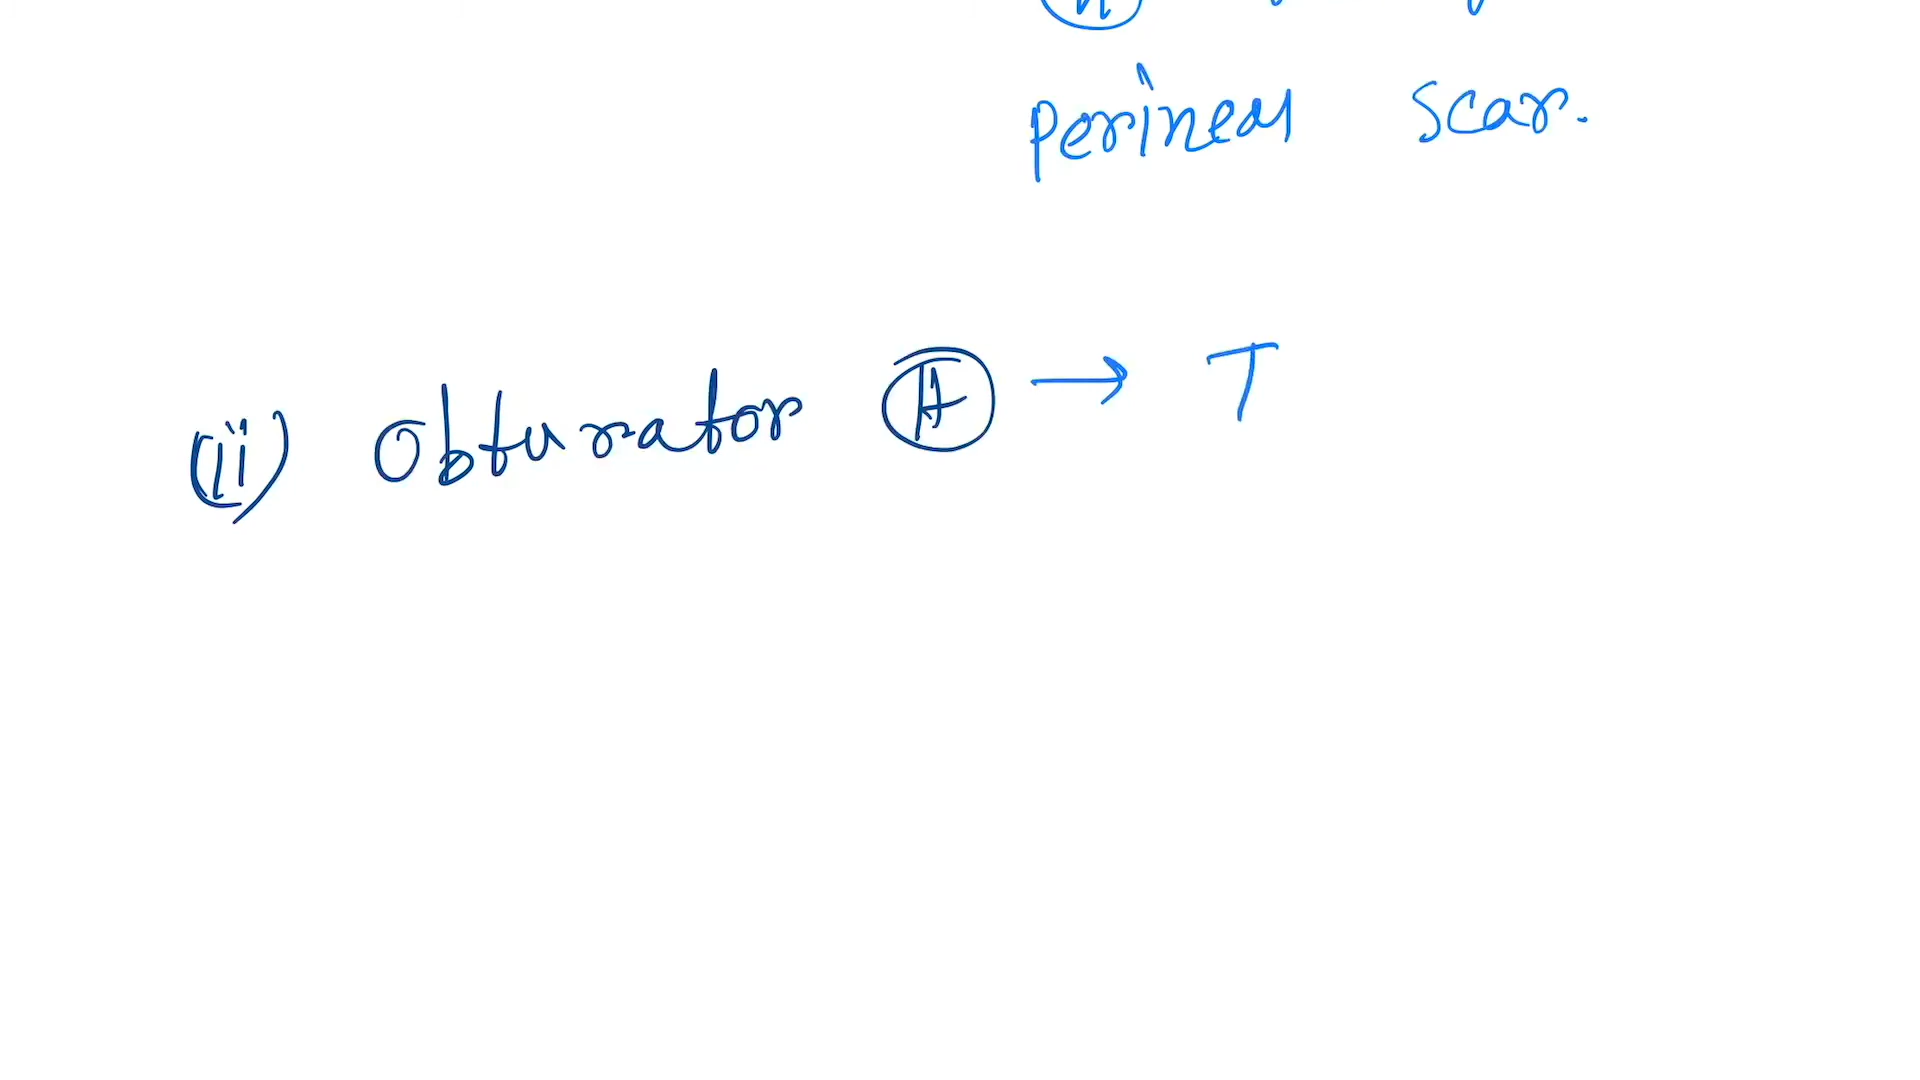 perineal scar.
(ii) Obturator (H) → T